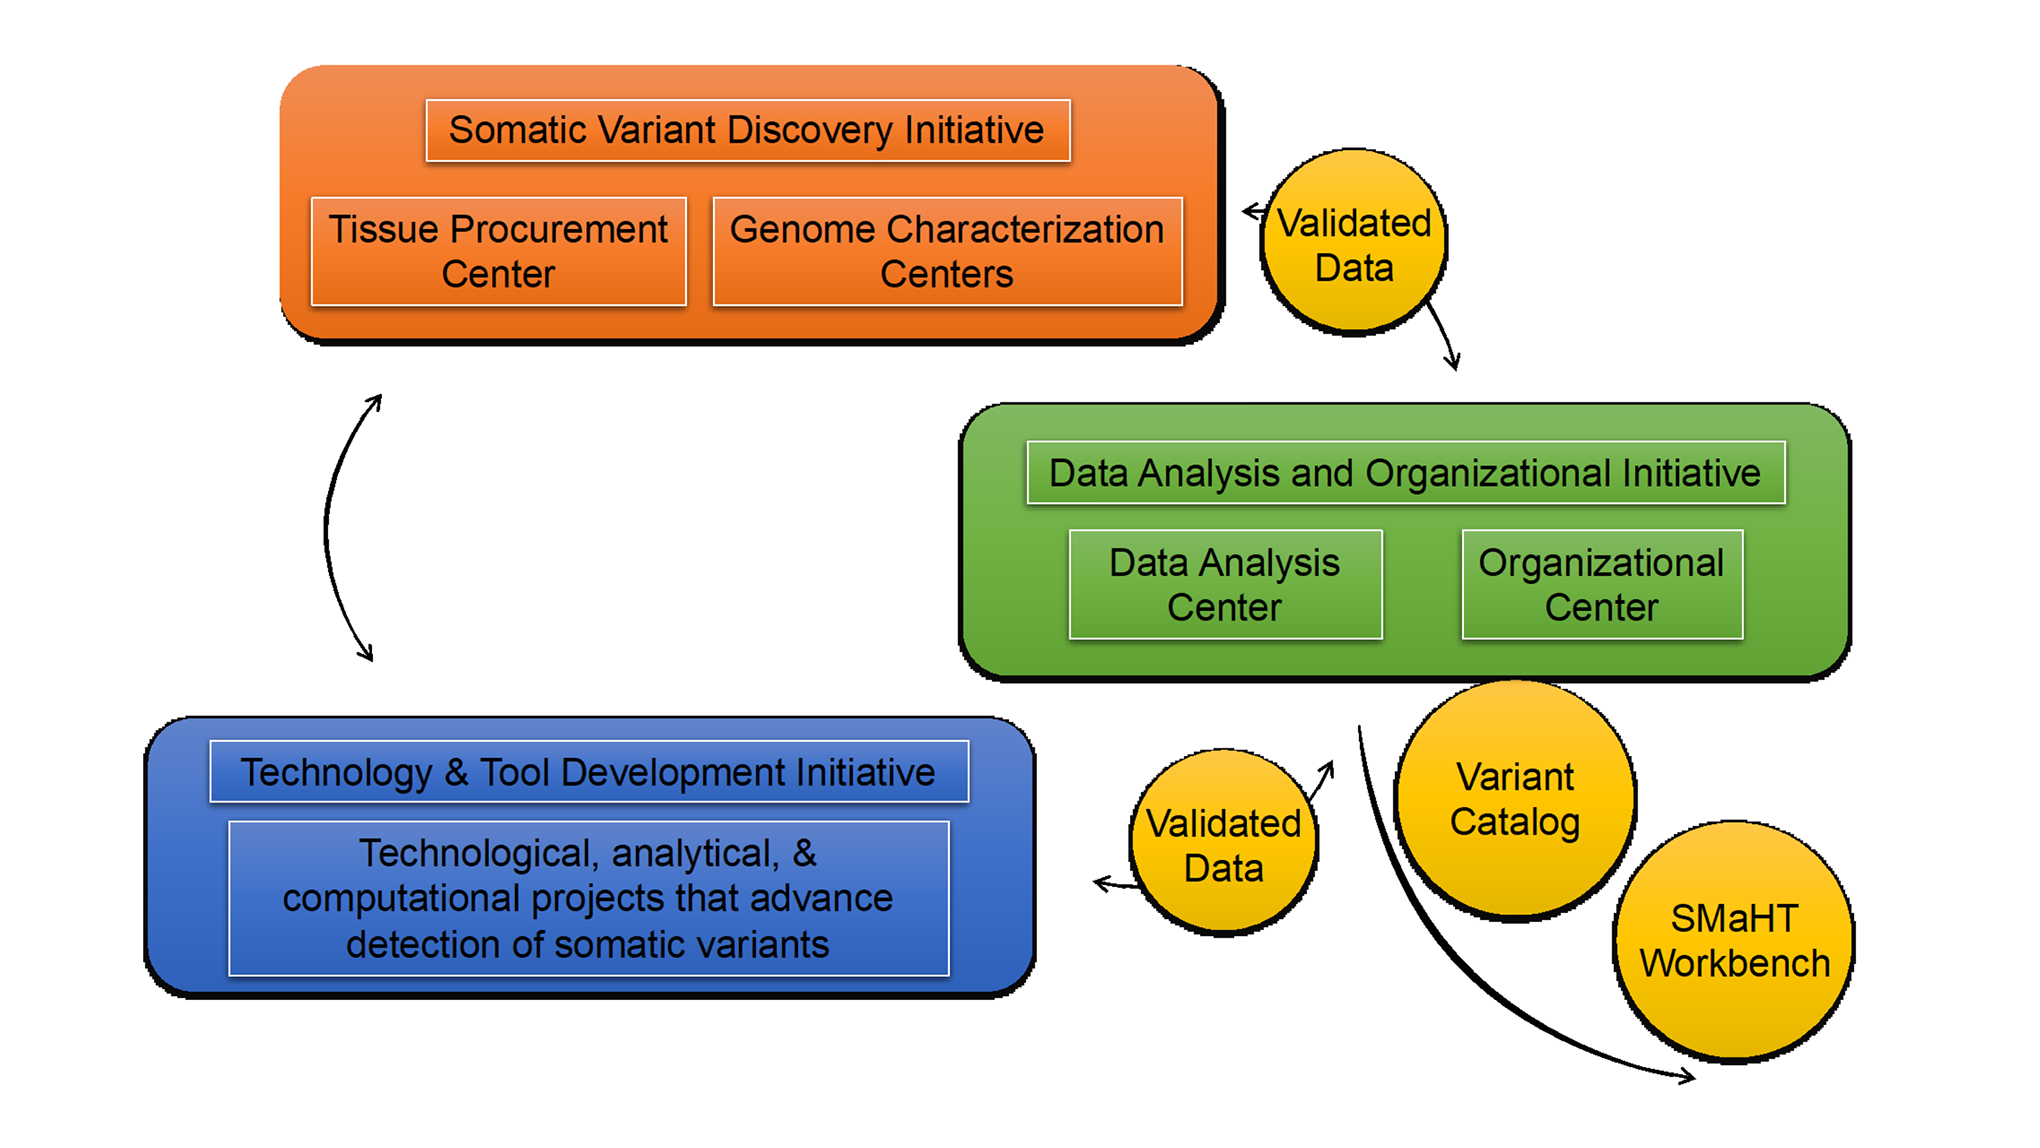 Somatic Variant Discovery Initiative
Tissue Procurement
Center
Genome Characterization
Centers
Validated
Data
Data Analysis and Organizational Initiative
Data Analysis
Center
Organizational
Center
Technology & Tool Development Initiative
Technological, analytical, &
computational projects that advance
detection of somatic variants
Validated
Data
Variant
Catalog
SMaHT
Workbench